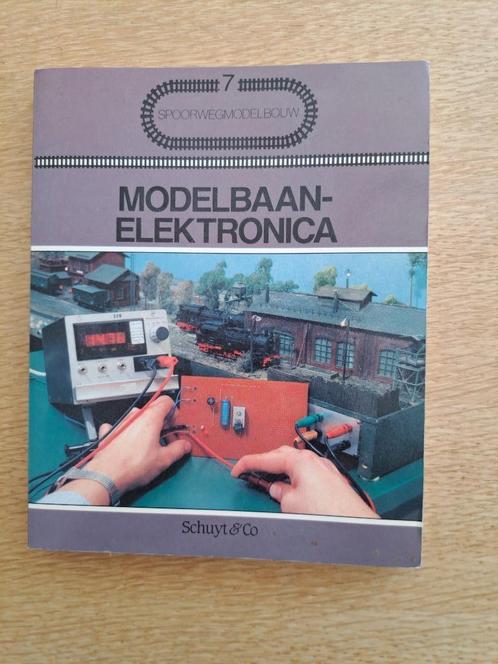 7
SPOORWEGMODELBOUW
MODELBAAN-
ELEKTRONICA
Schuyt & Co